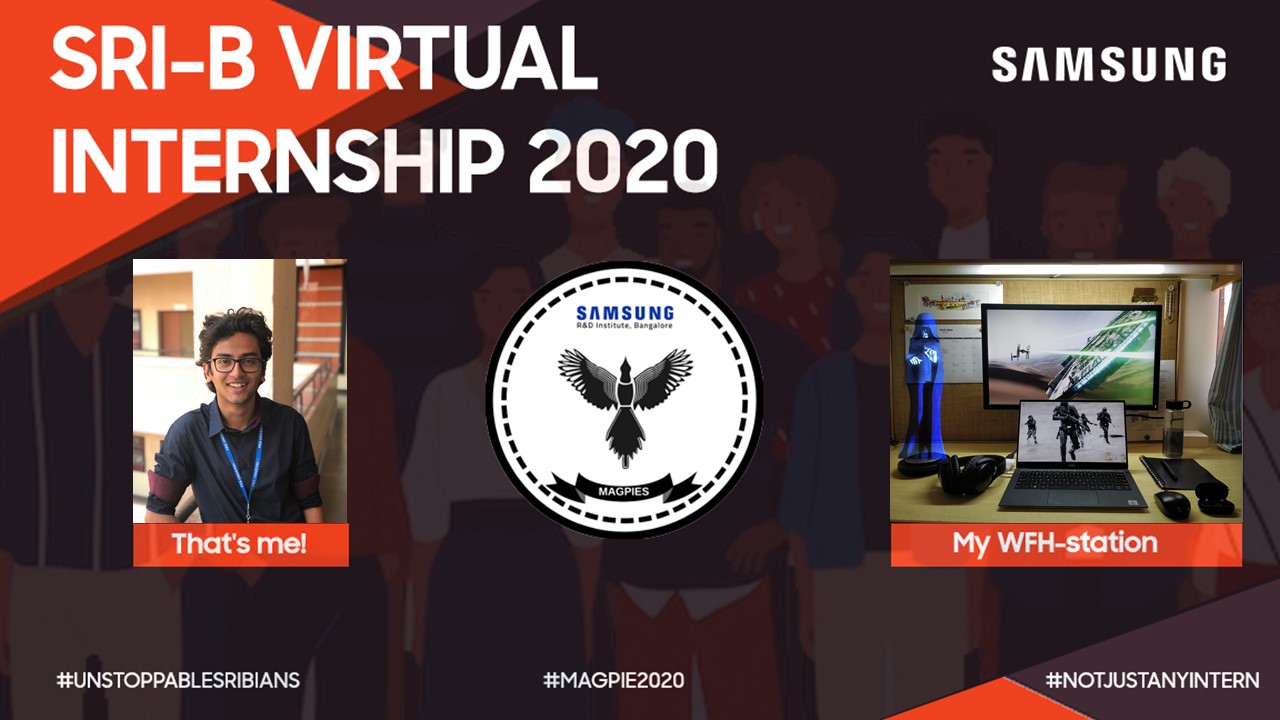 SRI-B VIRTUAL
INTERNSHIP 2020
SAMSUNG
SAMSUNG
R&D Institute, Bangalore
MAGPIES
That's me!
My WFH-station
#UNSTOPPABLESRIBIANS
#MAGPIE2020
#NOTJUSTANYINTERN